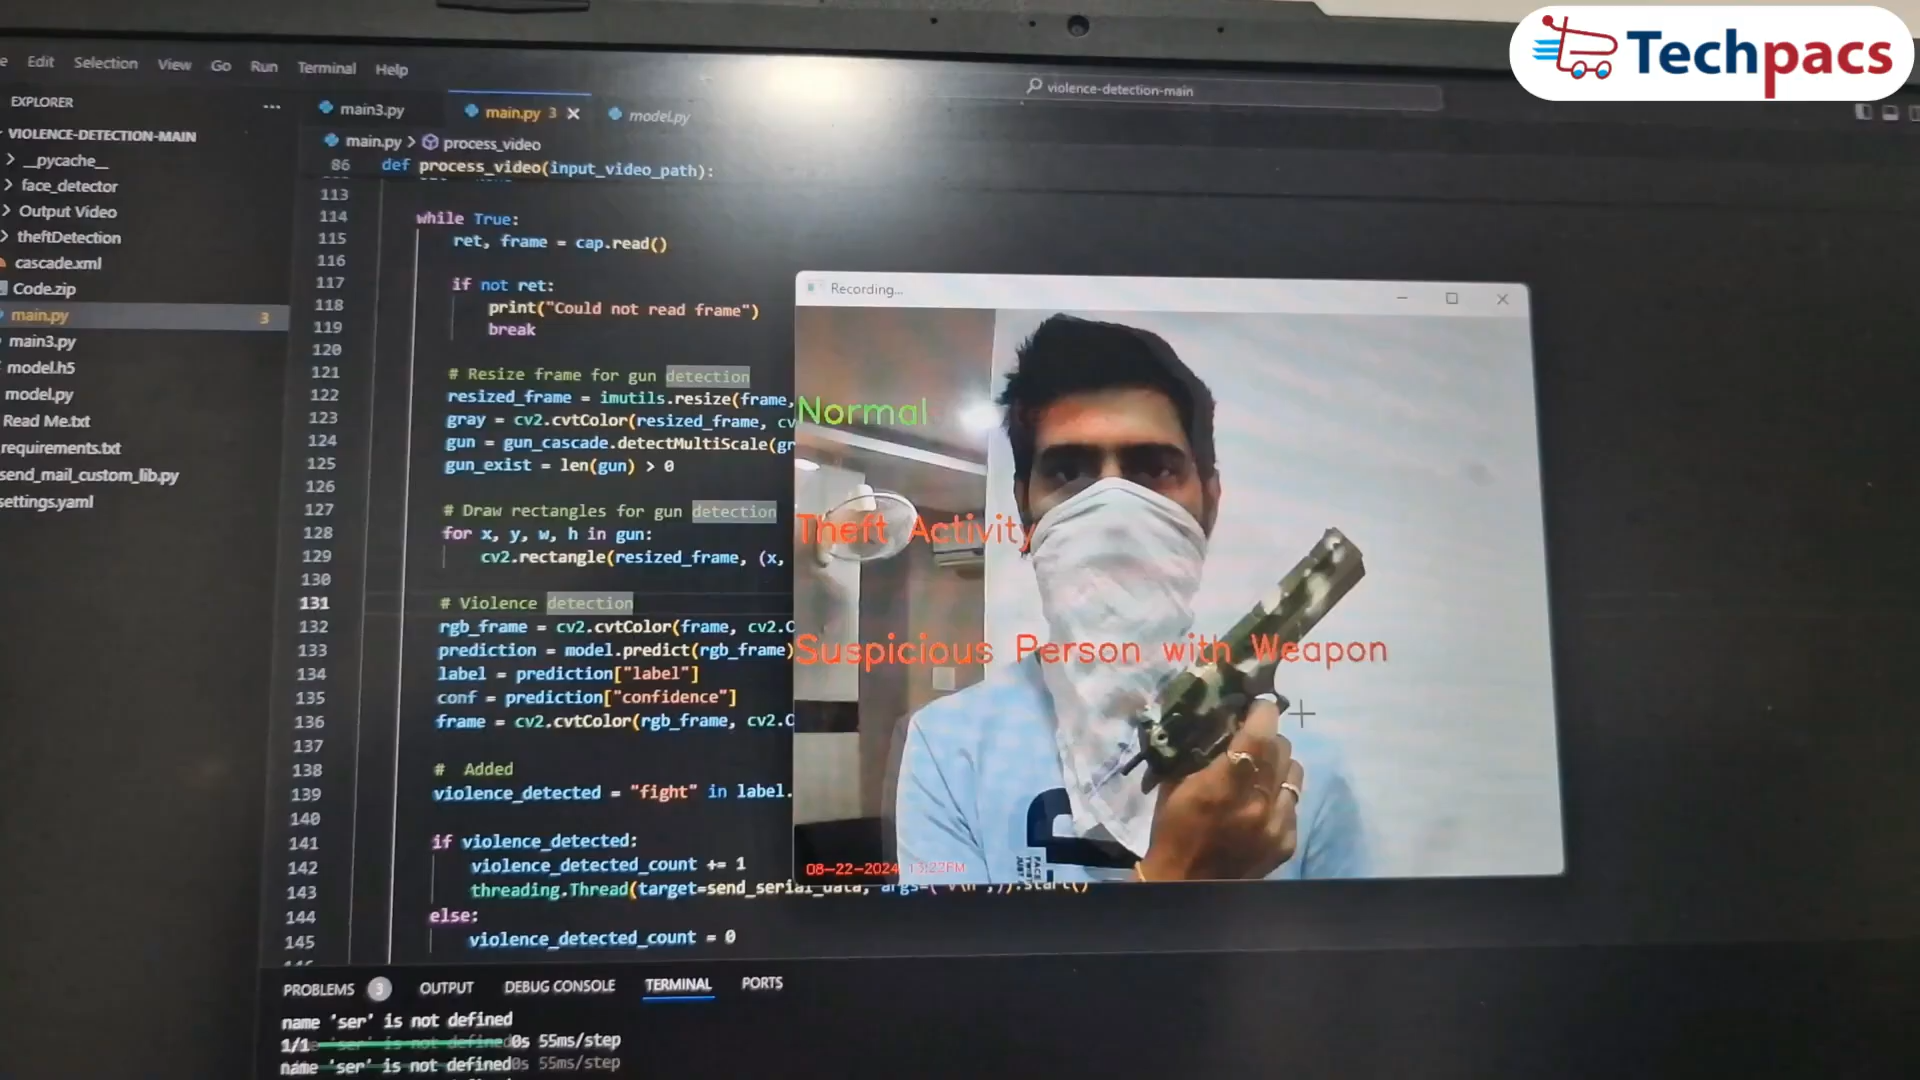 Techpacs
Edit Selection View Go Run Terminal Help
violence-detection-main
EXPLORER
...
VIOLENCE-DETECTION-MAIN
__pycache__
face_detector
Output Video
theftDetection
cascade.xml
Code.zip
main.py 3
main3.py
model.h5
model.py
Read Me.txt
requirements.txt
send_mail_custom_lib.py
settings.yaml
main3.py
main.py 3
model.py
main.py > process_video
86 def process_video(input_video_path):
113
114 while True:
115 ret, frame = cap.read()
116
117 if not ret:
118 print("Could not read frame")
119 break
120
121 # Resize frame for gun detection
122 resized_frame = imutils.resize(frame,
123 gray = cv2.cvtColor(resized_frame, cv
124 gun = gun_cascade.detectMultiScale(gr
125 gun_exist = len(gun) > 0
126
127 # Draw rectangles for gun detection
128 for x, y, w, h in gun:
129 cv2.rectangle(resized_frame, (x,
130
131 # Violence detection
132 rgb_frame = cv2.cvtColor(frame, cv2.C
133 prediction = model.predict(rgb_frame)
134 label = prediction["label"]
135 conf = prediction["confidence"]
136 frame = cv2.cvtColor(rgb_frame, cv2.C
137
138 # Added
139 violence_detected = "fight" in label.
140
141 if violence_detected:
142 violence_detected_count += 1
143 threading.Thread(target=send_serial_data,
144 else:
145 violence_detected_count = 0
Recording...
Normal
Theft Activity
Suspicious Person with Weapon
08-22-2024 13:22PM
PROBLEMS 3 OUTPUT DEBUG CONSOLE TERMINAL PORTS
name 'ser' is not defined
1/1 0s 55ms/step
name 'ser' is not defined0s 55ms/step